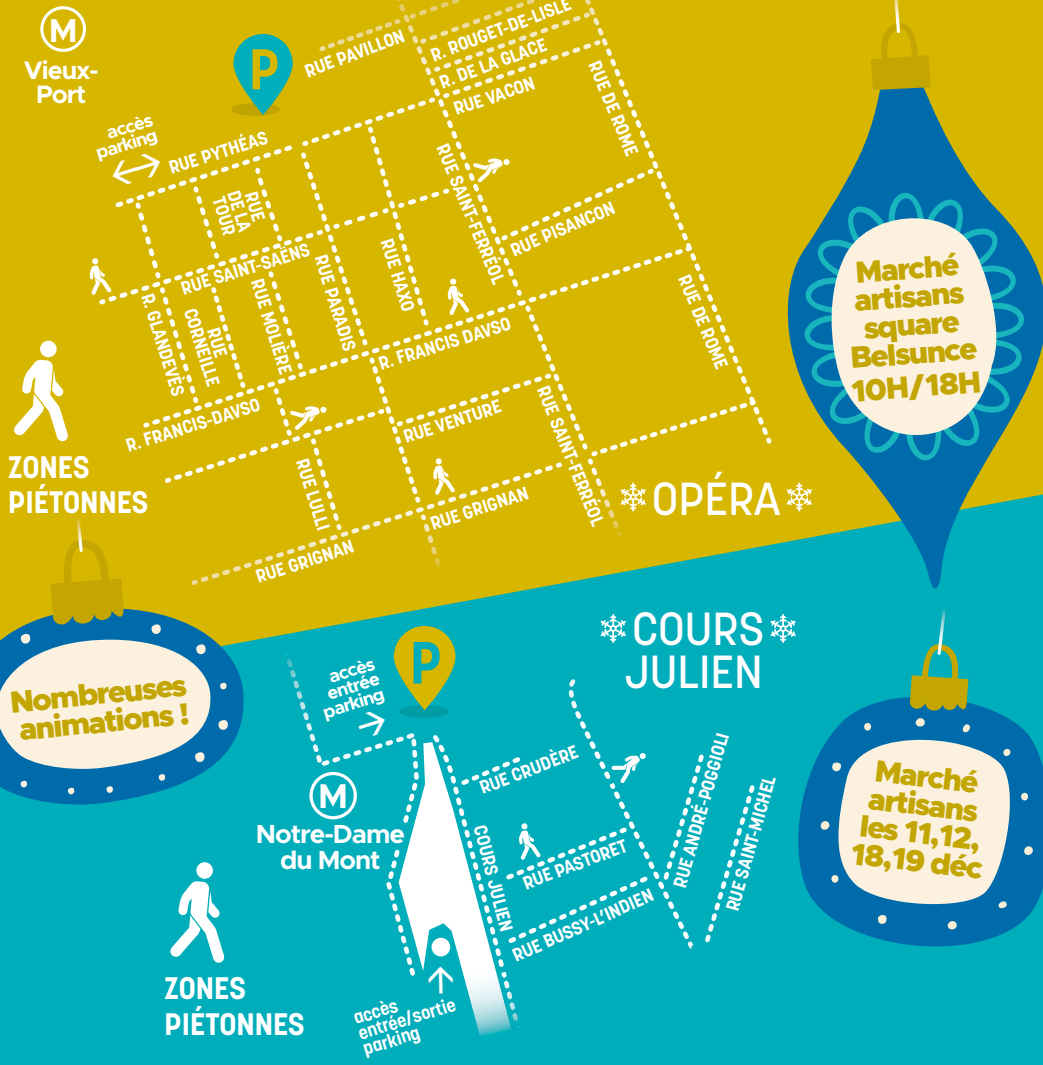 M
Vieux-
Port
P
accès
parking
RUE PYTHÉAS
RUE PAVILLON
R. ROUGET-DE-LISLE
R. DE LA GLACE
RUE VACON
RUE DE ROME
RUE
DE LA
TOUR
RUE SAINT-SAËNS
RUE SAINT-FERRÉOL
RUE PISANCON
R. GLANDEVÈS
RUE
CORNEILLE
RUE MOLIÈRE
RUE PARADIS
RUE HAXO
R. FRANCIS DAVSO
RUE DE ROME
R. FRANCIS-DAVSO
RUE LULLI
RUE VENTURE
RUE SAINT-FERRÉOL
RUE GRIGNAN
RUE GRIGNAN
ZONES
PIÉTONNES
OPÉRA
Marché
artisans
square
Belsunce
10H/18H
Nombreuses
animations !
COURS
JULIEN
accès
entrée
parking
P
M
Notre-Dame
du Mont
RUE CRUDÈRE
COURS JULIEN
RUE PASTORET
RUE BUSSY-L'INDIEN
RUE ANDRÉ-POGGIOLI
RUE SAINT-MICHEL
Marché
artisans
les 11,12,
18,19 déc
ZONES
PIÉTONNES
accès
entrée/sortie
parking